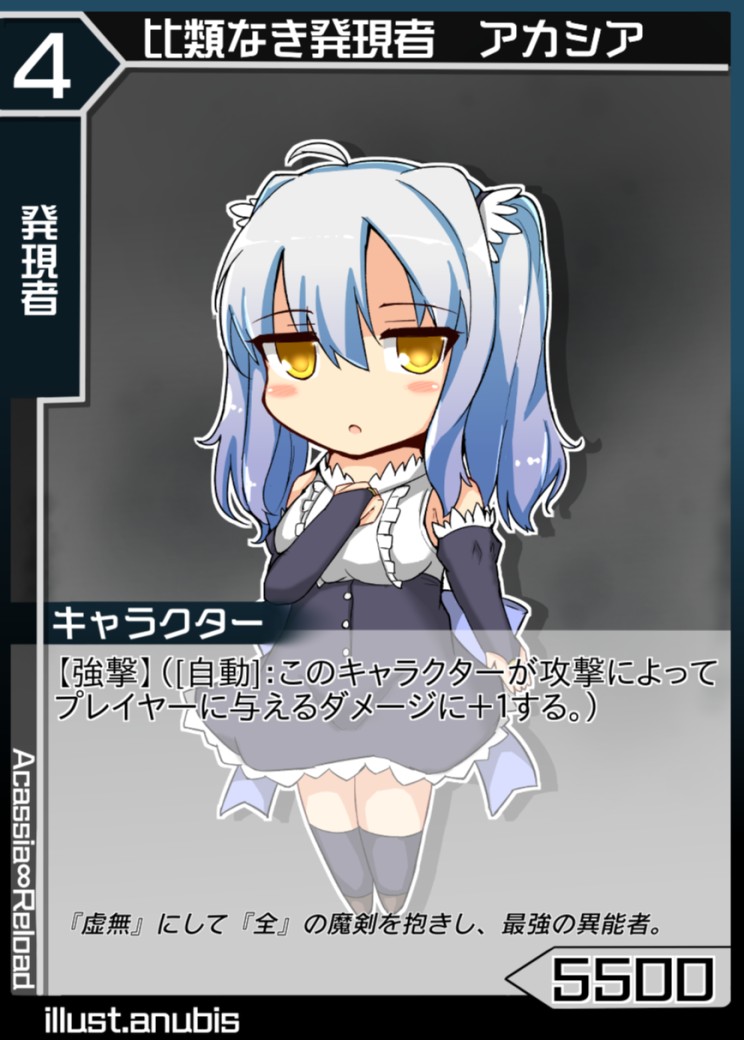 4
比類なき発現者　アカシア
発現者
キャラクター
【強撃】([自動]:このキャラクターが攻撃によって
プレイヤーに与えるダメージに+1する。)
『虚無』にして『全』の魔剣を抱きし、最強の異能者。
Acassia∞Reload
5500
illust.anubis